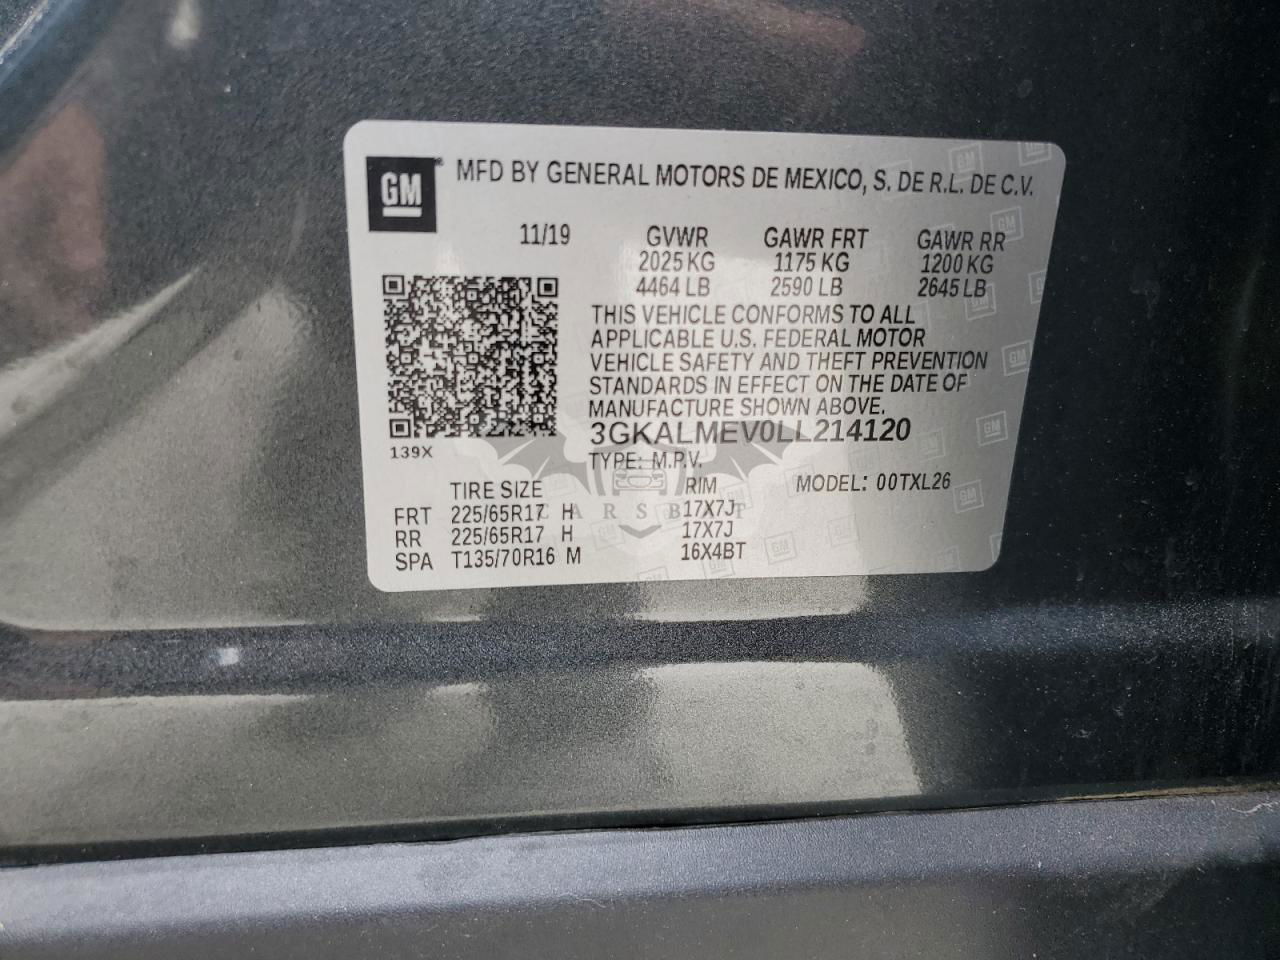 GM MFD BY GENERAL MOTORS DE MEXICO, S. DE R.L. DE C.V.
11/19 GVWR GAWR FRT GAWR RR
2025 KG 1175 KG 1200 KG
4464 LB 2590 LB 2645 LB
THIS VEHICLE CONFORMS TO ALL
APPLICABLE U.S. FEDERAL MOTOR
VEHICLE SAFETY AND THEFT PREVENTION
STANDARDS IN EFFECT ON THE DATE OF
MANUFACTURE SHOWN ABOVE.
3GKALMEV0LL214120
139X
TYPE: M.P.V.
TIRE SIZE RIM MODEL: 00TXL26
FRT 225/65R17 H 17X7J
RR 225/65R17 H 17X7J
SPA T135/70R16 M 16X4BT